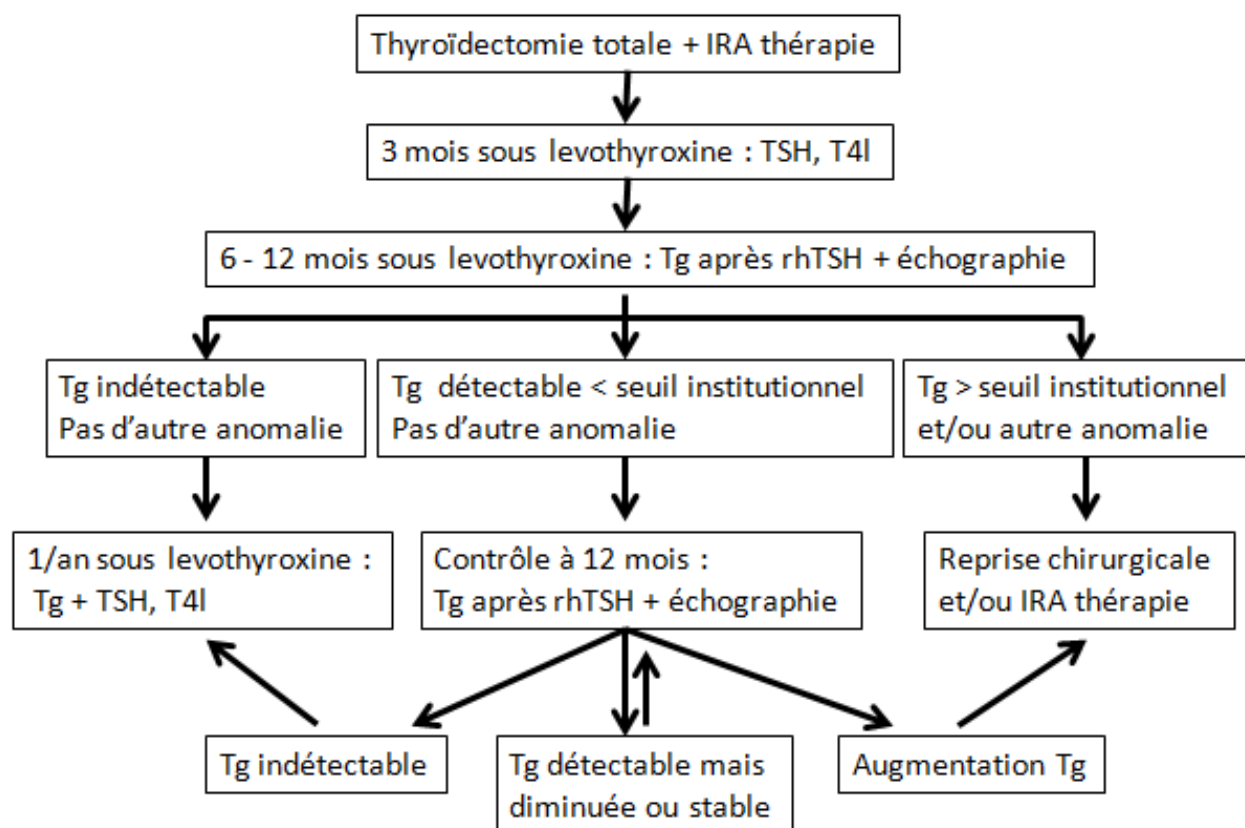 Thyroïdectomie totale + IRA thérapie
3 mois sous levothyroxine : TSH, T4l
6 - 12 mois sous levothyroxine : Tg après rhTSH + échographie
Tg indétectable
Pas d'autre anomalie
Tg détectable < seuil institutionnel
Pas d'autre anomalie
Tg > seuil institutionnel
et/ou autre anomalie
1/an sous levothyroxine :
Tg + TSH, T4l
Contrôle à 12 mois :
Tg après rhTSH + échographie
Reprise chirurgicale
et/ou IRA thérapie
Tg indétectable
Tg détectable mais
diminuée ou stable
Augmentation Tg